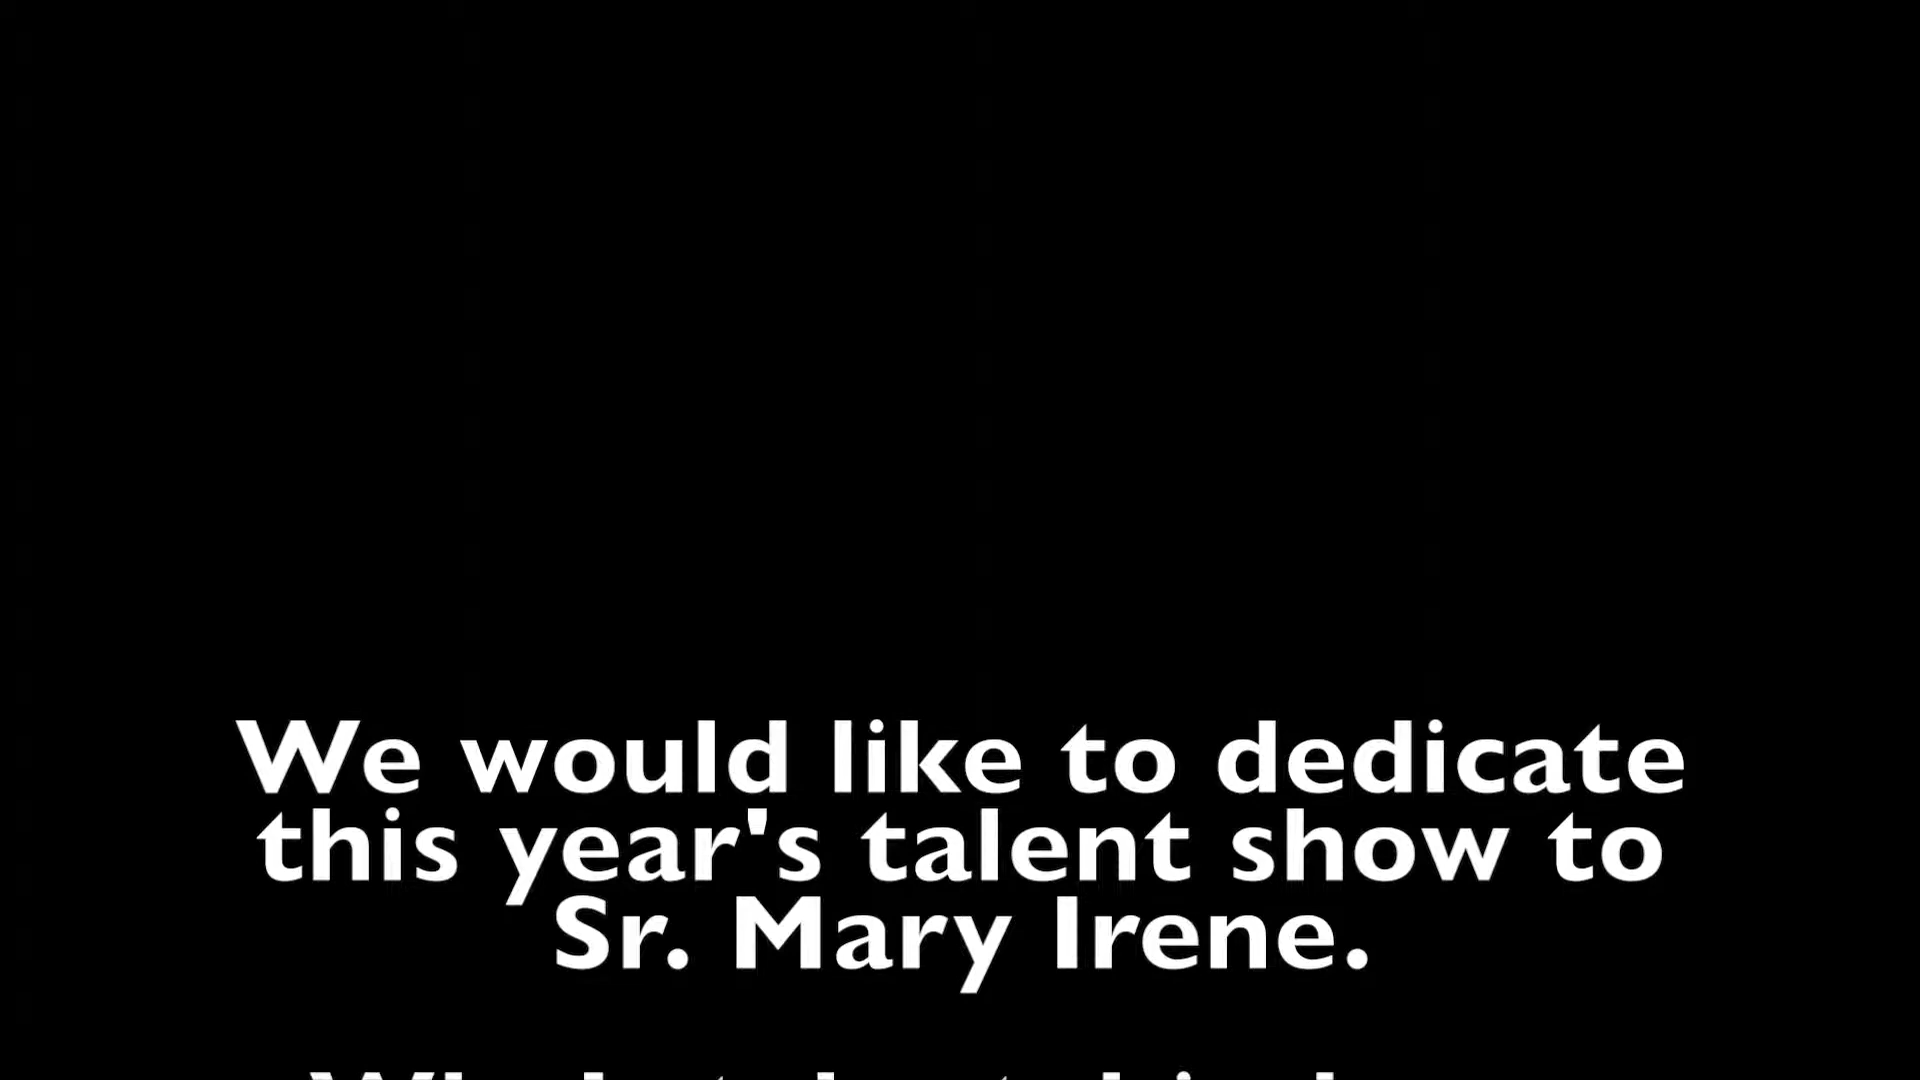 We would like to dedicate
this year's talent show to
Sr. Mary Irene.